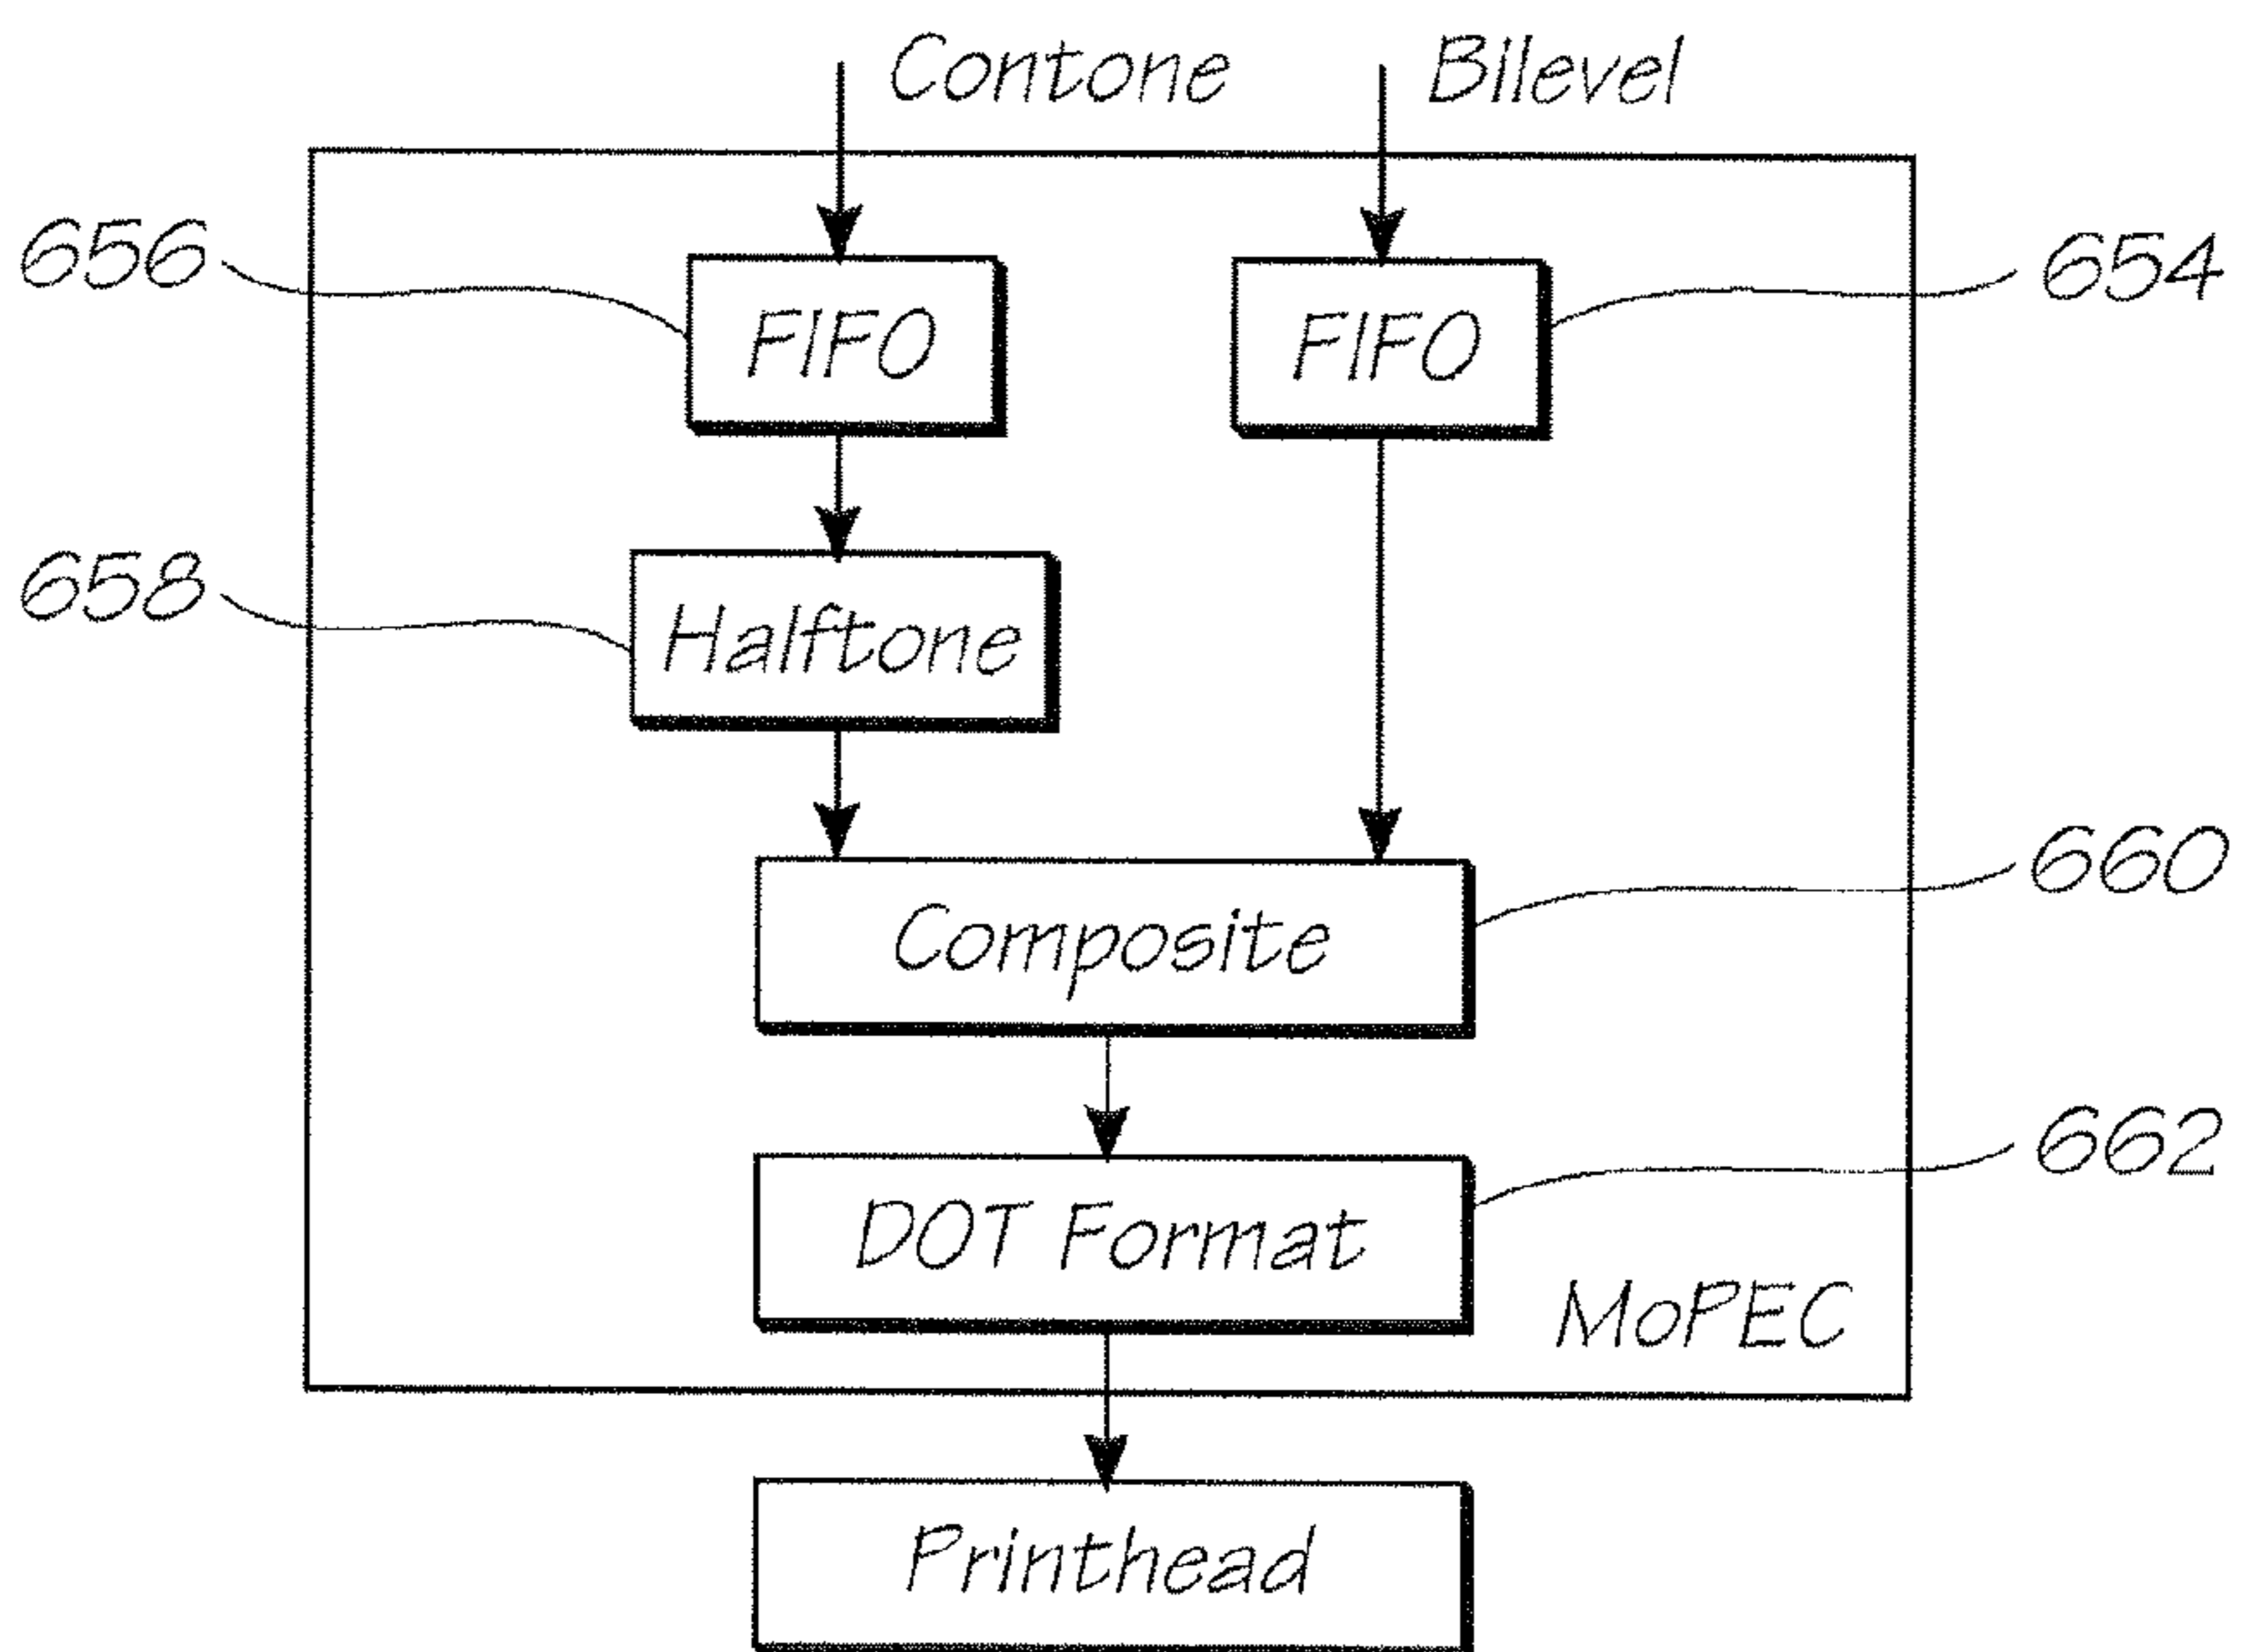 Contone Bilevel
656 FIFO FIFO 654
658 Halftone
Composite 660
DOT Format 662
MoPEC
Printhead